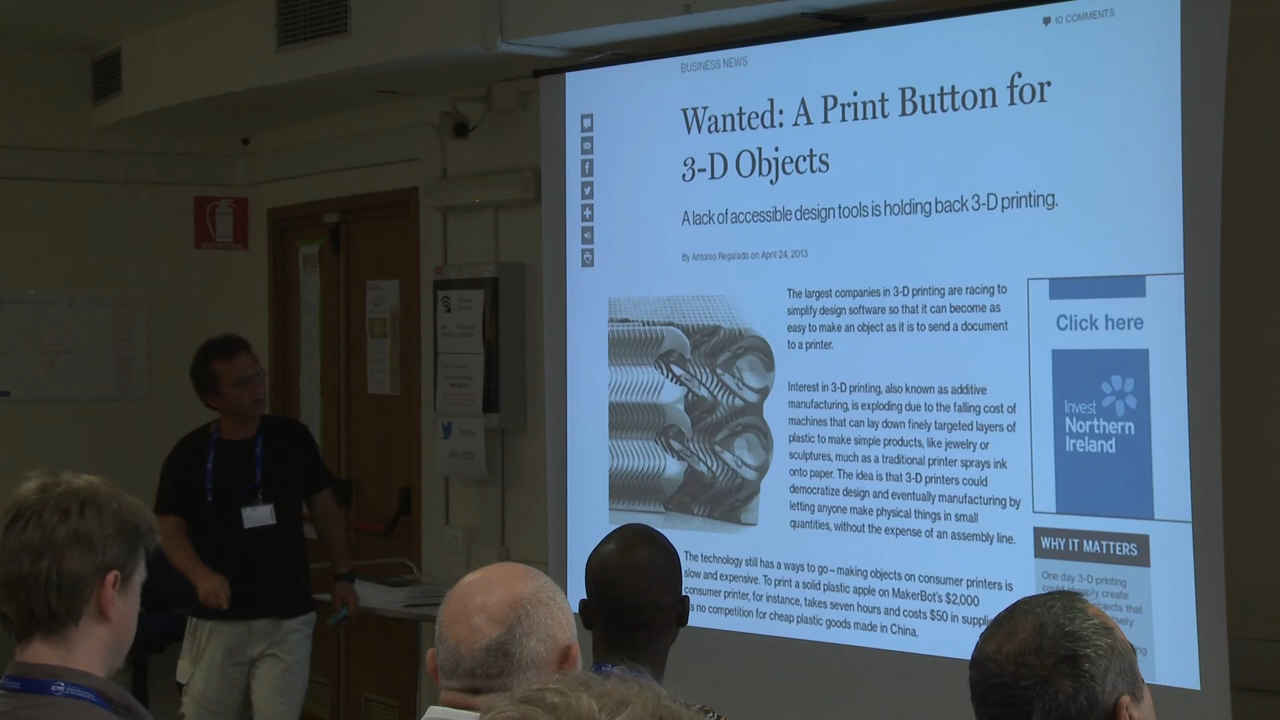 10 COMMENTS
BUSINESS NEWS
Wanted: A Print Button for
3-D Objects
A lack of accessible design tools is holding back 3-D printing.
By Antonio Regalado on April 24, 2013
The largest companies in 3-D printing are racing to
simplify design software so that it can become as
easy to make an object as it is to send a document
to a printer.
Interest in 3-D printing, also known as additive
manufacturing, is exploding due to the falling cost of
machines that can lay down finely targeted layers of
plastic to make simple products, like jewelry or
sculptures, much as a traditional printer sprays ink
onto paper. The idea is that 3-D printers could
democratize design and eventually manufacturing by
letting anyone make physical things in small
quantities, without the expense of an assembly line.
The technology still has a ways to go—making objects on consumer printers is
slow and expensive. To print a solid plastic apple on MakerBot's $2,000
consumer printer, for instance, takes seven hours and costs $50 in
is no competition for cheap plastic goods made in China.
Click here
Invest
Northern
Ireland
WHY IT MATTERS
One day 3-D printing
create
objects that
ESTINTORE
ICTP